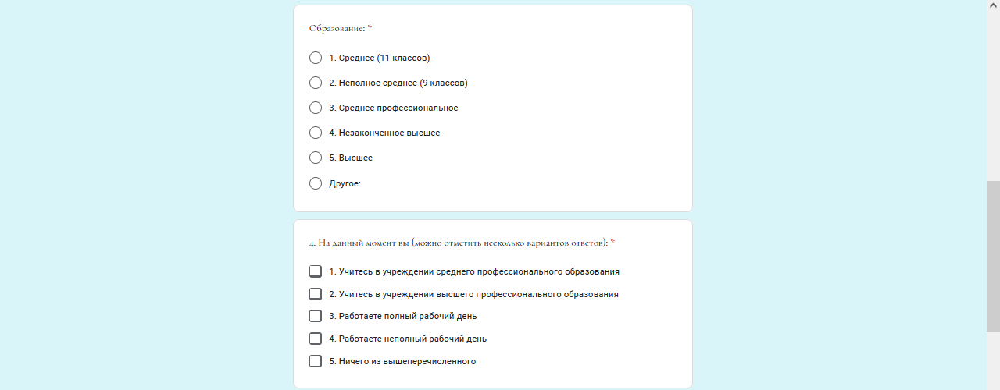 Образование: *
1. Среднее (11 классов)
2. Неполное среднее (9 классов)
3. Среднее профессиональное
4. Незаконченное высшее
5. Высшее
Другое:
4. На данный момент вы (можно отметить несколько вариантов ответов): *
1. Учитесь в учреждении среднего профессионального образования
2. Учитесь в учреждении высшего профессионального образования
3. Работаете полный рабочий день
4. Работаете неполный рабочий день
5. Ничего из вышеперечисленного